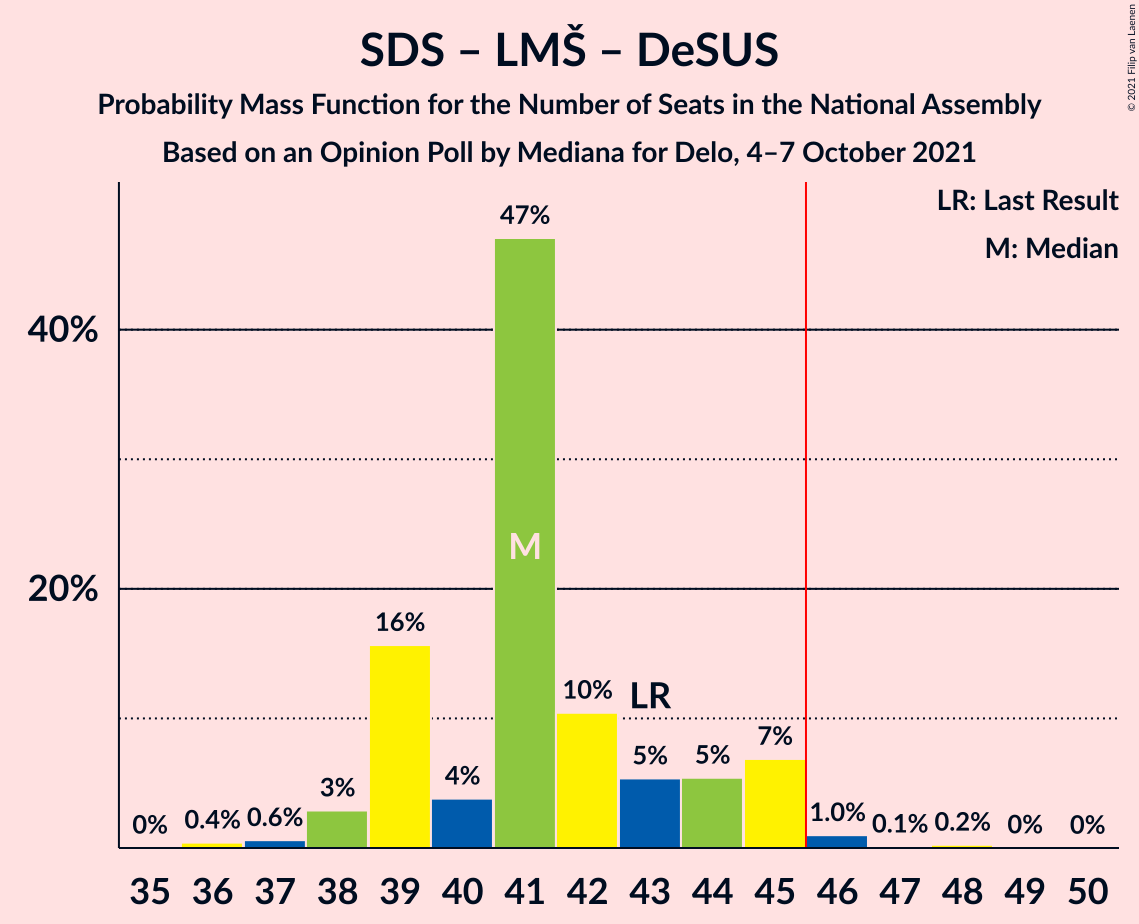 SDS – LMŠ – DeSUS
Probability Mass Function for the Number of Seats in the National Assembly
Based on an Opinion Poll by Mediana for Delo, 4–7 October 2021
© 2021 Filip van Laenen
LR: Last Result
M: Median
40%
20%
0%
0.4%
0.6%
3%
16%
4%
47%
M
10%
LR
5%
5%
7%
1.0%
0.1%
0.2%
0%
0%
35 36 37 38 39 40 41 42 43 44 45 46 47 48 49 50